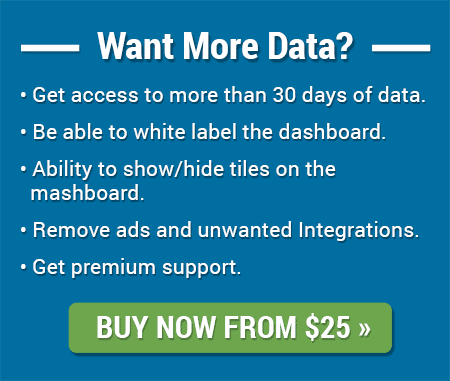 Want More Data?
• Get access to more than 30 days of data.
• Be able to white label the dashboard.
• Ability to show/hide tiles on the
mashboard.
• Remove ads and unwanted Integrations.
• Get premium support.
BUY NOW FROM $25 »